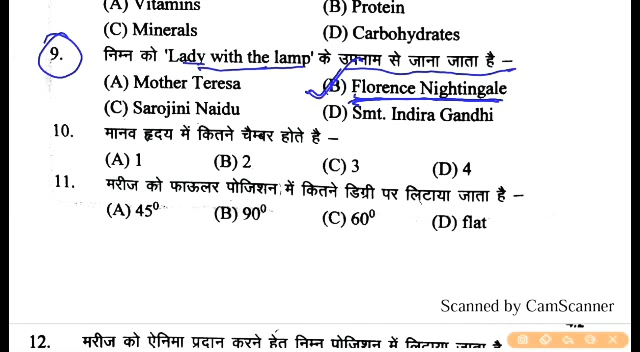 (A) Vitamins (B) Protein
(C) Minerals (D) Carbohydrates
9. निम्न को 'Lady with the lamp' के उपनाम से जाना जाता है –
(A) Mother Teresa (B) Florence Nightingale
(C) Sarojini Naidu (D) Smt. Indira Gandhi
10. मानव हृदय में कितने चैम्बर होते है –
(A) 1 (B) 2 (C) 3 (D) 4
11. मरीज को फाऊलर पोजिशन में कितने डिग्री पर लिटाया जाता है –
(A) 45⁰ (B) 90⁰ (C) 60⁰ (D) flat
Scanned by CamScanner
12. मरीज को ऐनिमा प्रदान करने हेतु निम्न पोजिशन में लिटाया जाता है